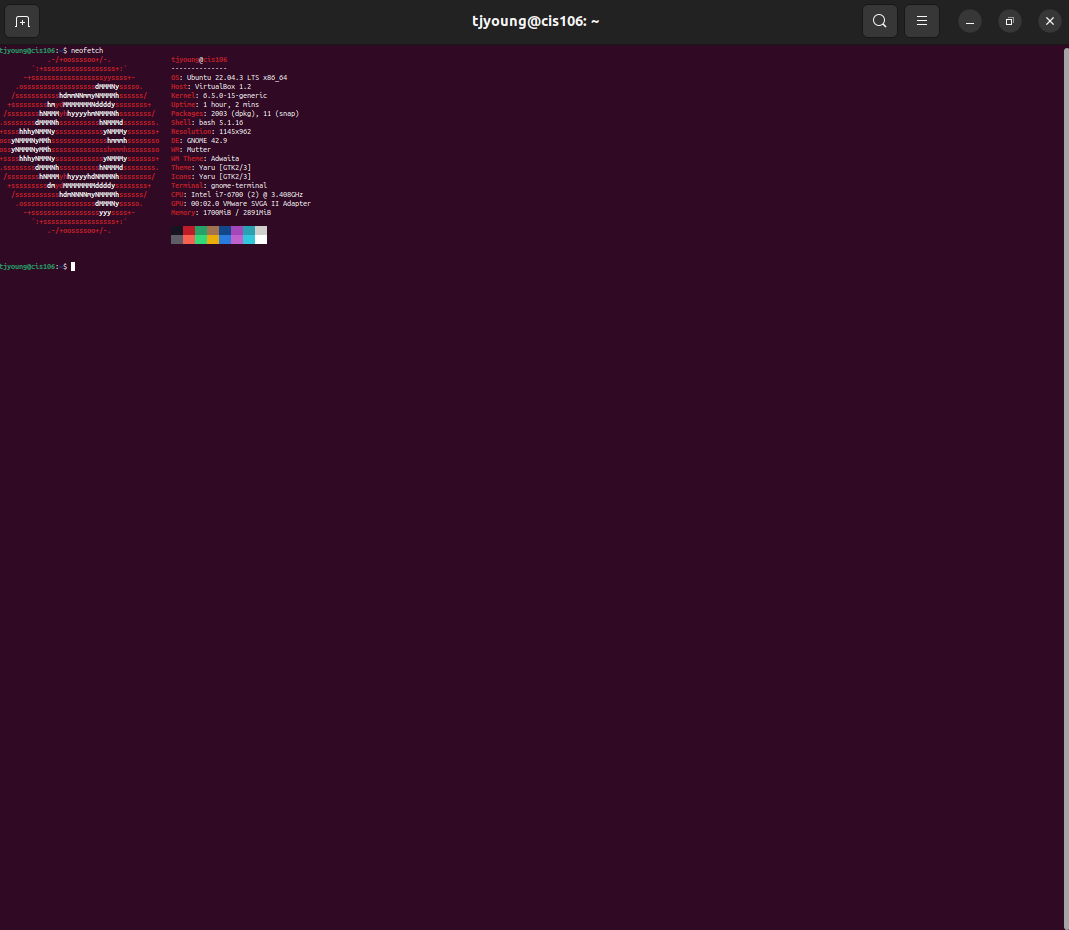 tjyoung@cis106: ~
tjyoung@cis106:~$ neofetch
tjyoung@cis106
--------------
OS: Ubuntu 22.04.3 LTS x86_64
Host: VirtualBox 1.2
Kernel: 6.5.0-15-generic
Uptime: 1 hour, 2 mins
Packages: 2003 (dpkg), 11 (snap)
Shell: bash 5.1.16
Resolution: 1145x962
DE: GNOME 42.9
WM: Mutter
WM Theme: Adwaita
Theme: Yaru [GTK2/3]
Icons: Yaru [GTK2/3]
Terminal: gnome-terminal
CPU: Intel i7-6700 (2) @ 3.408GHz
GPU: 00:02.0 VMware SVGA II Adapter
Memory: 1700MiB / 2891MiB
tjyoung@cis106:~$